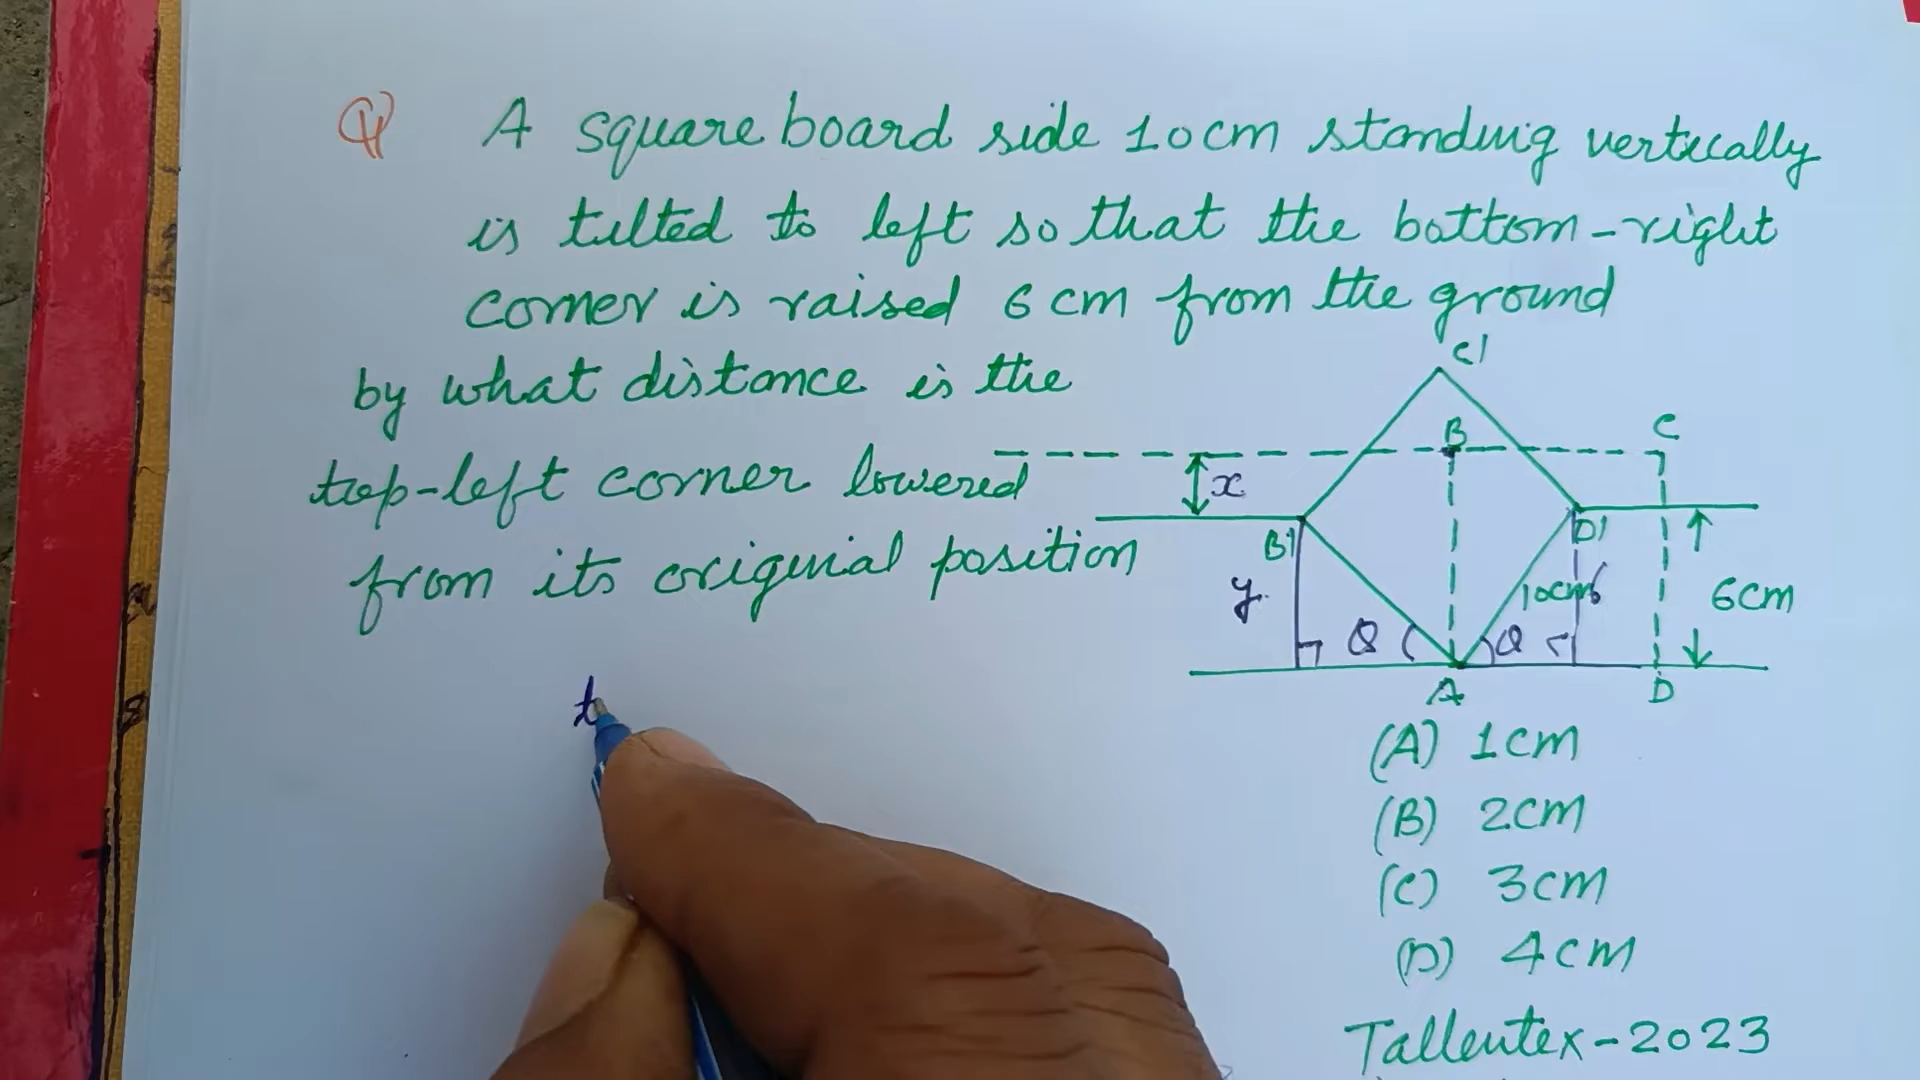 Q) A square board side 10cm standing vertically
is tilted to left so that the bottom-right
corner is raised 6 cm from the ground
by what distance is the
top-left corner lowered
from its original position
C'
B C
x
B' D'
y 10cm 6 6cm
θ θ
A D
(A) 1cm
(B) 2cm
(C) 3cm
(D) 4cm
t
Tallentex-2023